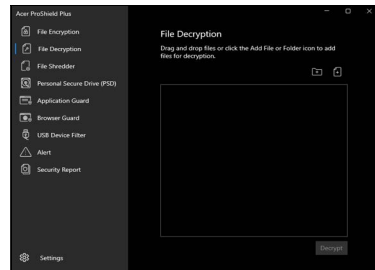 Acer ProShield Plus
File Encryption
File Decryption
File Shredder
Personal Secure Drive (PSD)
Application Guard
Browser Guard
USB Device Filter
Alert
Security Report
Settings
File Decryption
Drag and drop files or click the Add File or Folder icon to add
files for decryption.
Decrypt